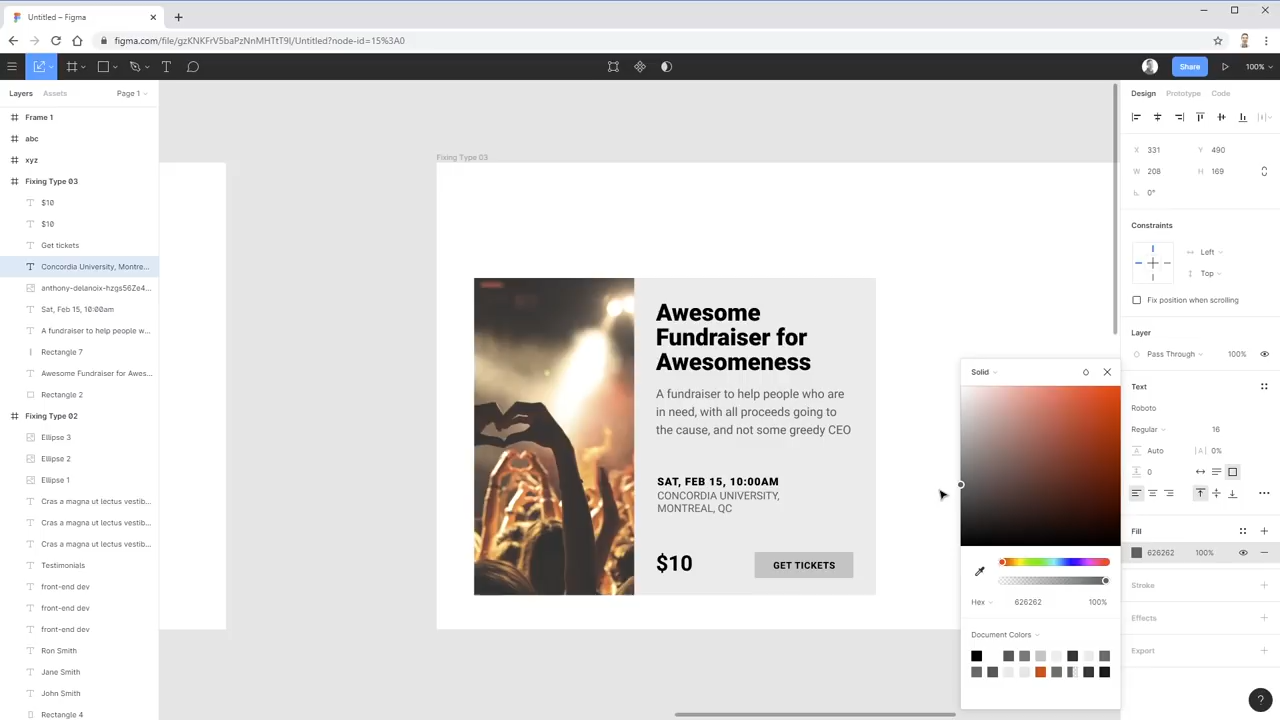 Untitled – Figma
figma.com/file/gzKNKFrV5baPzNnMHTtT9I/Untitled?node-id=15%3A0
Share
100%
Layers
Assets
Page 1
Frame 1
abc
xyz
Fixing Type 03
$10
$10
Get tickets
Concordia University, Montre...
anthony-delanoix-hzgs56Ze4...
Sat, Feb 15, 10:00am
A fundraiser to help people w...
Rectangle 7
Awesome Fundraiser for Awes...
Rectangle 2
Fixing Type 02
Ellipse 3
Ellipse 2
Ellipse 1
Cras a magna ut lectus vestib...
Cras a magna ut lectus vestib...
Cras a magna ut lectus vestib...
Testimonials
front-end dev
front-end dev
front-end dev
Ron Smith
Jane Smith
John Smith
Rectangle 4
Fixing Type 03
Awesome
Fundraiser for
Awesomeness
A fundraiser to help people who are
in need, with all proceeds going to
the cause, and not some greedy CEO
SAT, FEB 15, 10:00AM
CONCORDIA UNIVERSITY,
MONTREAL, QC
$10
GET TICKETS
Solid
Hex
626262
100%
Document Colors
Design
Prototype
Code
X 331
Y 490
W 208
H 169
0°
Constraints
Left
Top
Fix position when scrolling
Layer
Pass Through
100%
Text
Roboto
Regular
16
Auto
|A| 0%
0
Fill
626262
100%
Stroke
Effects
Export
?